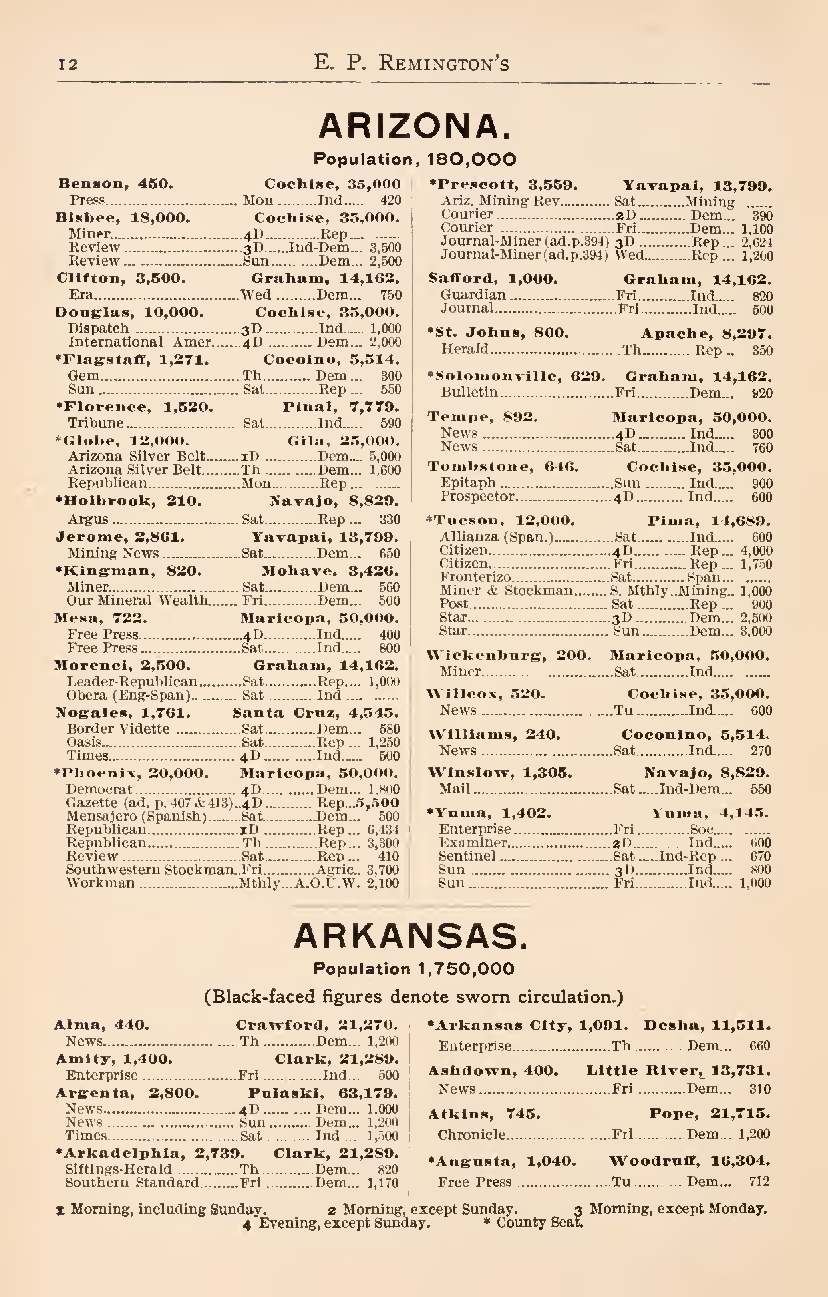 12 E. P. REMINGTON'S
ARIZONA.
Population, 180,000
Benson, 450. Cochise, 35,000
Press Mon Ind. 420
Bisbee, 18,000. Cochise, 35,000.
Miner 4D Rep
Review 3D Ind-Dem 3,500
Review Sun Dem 2,500
Clifton, 3,500. Graham, 14,162.
Era Wed Dem 750
Douglas, 10,000. Cochise, 35,000.
Dispatch 3D Ind 1,000
International Amer 4D Dem 2,000
*Flagstaff, 1,271. Cocoino, 5,514.
Gem Th Dem 300
Sun Sat Rep 550
*Florence, 1,520. Pinal, 7,779.
Tribune Sat Ind 590
*Globe, 12,000. Gila, 25,000.
Arizona Silver Belt 1D Dem 5,000
Arizona Silver Belt Th Dem 1,600
Republican Mon Rep
*Holbrook, 210. Navajo, 8,829.
Argus Sat Rep 330
Jerome, 2,861. Yavapai, 13,799.
Mining News Sat Dem 650
*Kingman, 820. Mohave, 3,426.
Miner Sat Dem 560
Our Mineral Wealth Fri Dem 500
Mesa, 722. Maricopa, 50,000.
Free Press 4D Ind 400
Free Press Sat Ind 800
Morenci, 2,500. Graham, 14,162.
Leader-Republican Sat Rep 1,000
Obera (Eng-Span) Sat Ind
Nogales, 1,761. Santa Cruz, 4,545.
Border Vidette Sat Dem 580
Oasis Sat Rep 1,250
Times 4D Ind 500
*Phoenix, 20,000. Maricopa, 50,000.
Democrat 4D Dem 1,800
Gazette (ad, p. 407 & 413) 4D Rep 5,500
Mensajero (Spanish) Sat Dem 500
Republican 1D Rep 6,434
Republican Th Rep 3,300
Review Sat Rep 410
Southwestern Stockman Fri Agric 3,700
Workman Mthly A.O.U.W. 2,100
*Prescott, 3,559. Yavapai, 13,799.
Ariz. Mining Rev Sat Mining
Courier 2D Dem 390
Courier Fri Dem 1,100
Journal-Miner (ad.p.394) 3D Rep 2,624
Journal-Miner (ad.p.394) Wed Rep 1,200
Safford, 1,000. Graham, 14,162.
Guardian Fri Ind 820
Journal Fri Ind 500
*St. Johns, 800. Apache, 8,297.
Herald Th Rep 350
*Solomonville, 629. Graham, 14,162.
Bulletin Fri Dem 920
Tempe, 892. Maricopa, 50,000.
News 4D Ind 300
News Sat Ind 760
Tombstone, 646. Cochise, 35,000.
Epitaph Sun Ind 900
Prospector 4D Ind 600
*Tucson, 12,000. Pima, 14,689.
Allianza (Span.) Sat Ind 600
Citizen 4D Rep 4,000
Citizen Fri Rep 1,750
Fronterizo Sat Span
Miner & Stockman S. Mthly Mining 1,000
Post Sat Rep 900
Star 3D Dem 2,500
Star Sun Dem 3,000
Wickenburg, 200. Maricopa, 50,000.
Miner Sat Ind
Willcox, 520. Cochise, 35,000.
News Tu Ind 600
Williams, 240. Coconino, 5,514.
News Sat Ind 270
Winslow, 1,305. Navajo, 8,829.
Mail Sat Ind-Dem 550
*Yuma, 1,402. Yuma, 4,145.
Enterprise Fri Soc
Examiner 2D Ind 600
Sentinel Sat Ind-Rep 670
Sun 3D Ind 800
Sun Fri Ind 1,000
ARKANSAS.
Population 1,750,000
(Black-faced figures denote sworn circulation.)
Alma, 440. Crawford, 21,270.
News Th Dem 1,200
Amity, 1,400. Clark, 21,289.
Enterprise Fri Ind 500
Argenta, 2,800. Pulaski, 63,179.
News 4D Dem 1,000
News Sun Dem 1,200
Times Sat Ind 1,500
*Arkadelphia, 2,739. Clark, 21,289.
Siftings-Herald Th Dem 820
Southern Standard Fri Dem 1,170
*Arkansas City, 1,091. Desha, 11,511.
Enterprise Th Dem 660
Ashdown, 400. Little River, 13,731.
News Fri Dem 310
Atkins, 745. Pope, 21,715.
Chronicle Fri Dem 1,200
*Augusta, 1,040. Woodruff, 16,304.
Free Press Tu Dem 712
1 Morning, including Sunday. 2 Morning, except Sunday. 3 Morning, except Monday.
4 Evening, except Sunday. * County Seat.